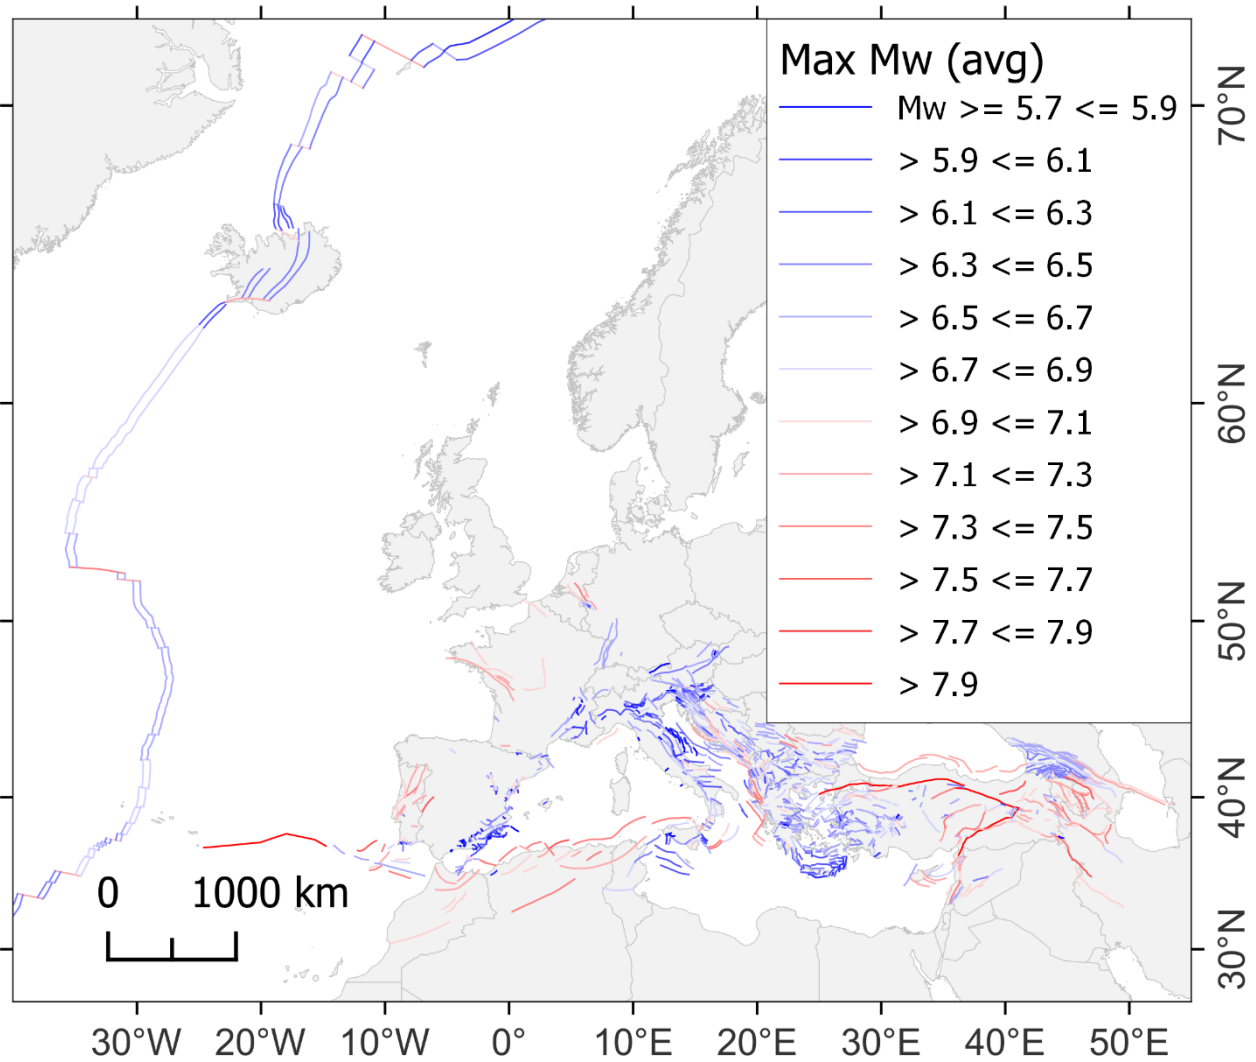 Max Mw (avg)
Mw >= 5.7 <= 5.9
> 5.9 <= 6.1
> 6.1 <= 6.3
> 6.3 <= 6.5
> 6.5 <= 6.7
> 6.7 <= 6.9
> 6.9 <= 7.1
> 7.1 <= 7.3
> 7.3 <= 7.5
> 7.5 <= 7.7
> 7.7 <= 7.9
> 7.9
70°N
60°N
50°N
40°N
30°N
0 1000 km
30°W 20°W 10°W 0° 10°E 20°E 30°E 40°E 50°E